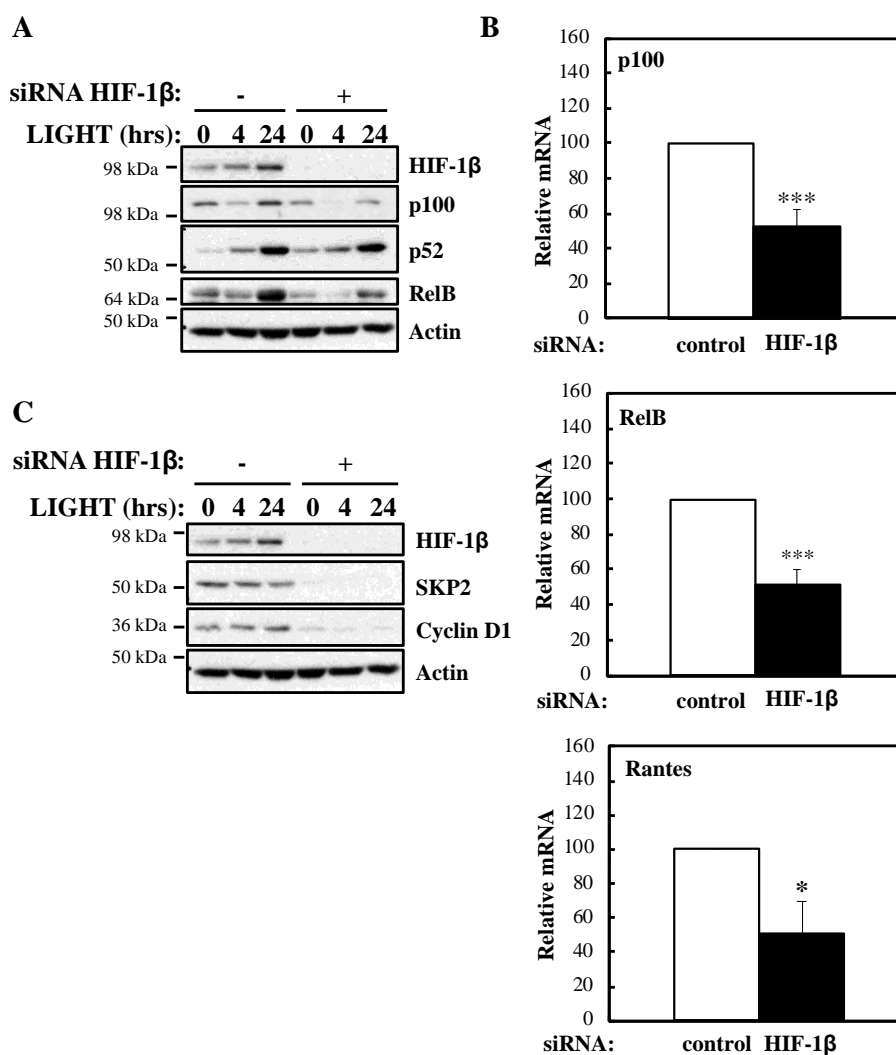 A
siRNA HIF-1β: - +
LIGHT (hrs): 0 4 24 0 4 24
98 kDa HIF-1β
98 kDa p100
50 kDa p52
64 kDa RelB
50 kDa Actin
B
p100
Relative mRNA
160
140
120
100
80
60
40
20
0
***
siRNA: control HIF-1β
RelB
Relative mRNA
160
140
120
100
80
60
40
20
0
***
siRNA: control HIF-1β
Rantes
Relative mRNA
160
140
120
100
80
60
40
20
0
*
siRNA: control HIF-1β
C
siRNA HIF-1β: - +
LIGHT (hrs): 0 4 24 0 4 24
98 kDa HIF-1β
50 kDa SKP2
36 kDa Cyclin D1
50 kDa Actin